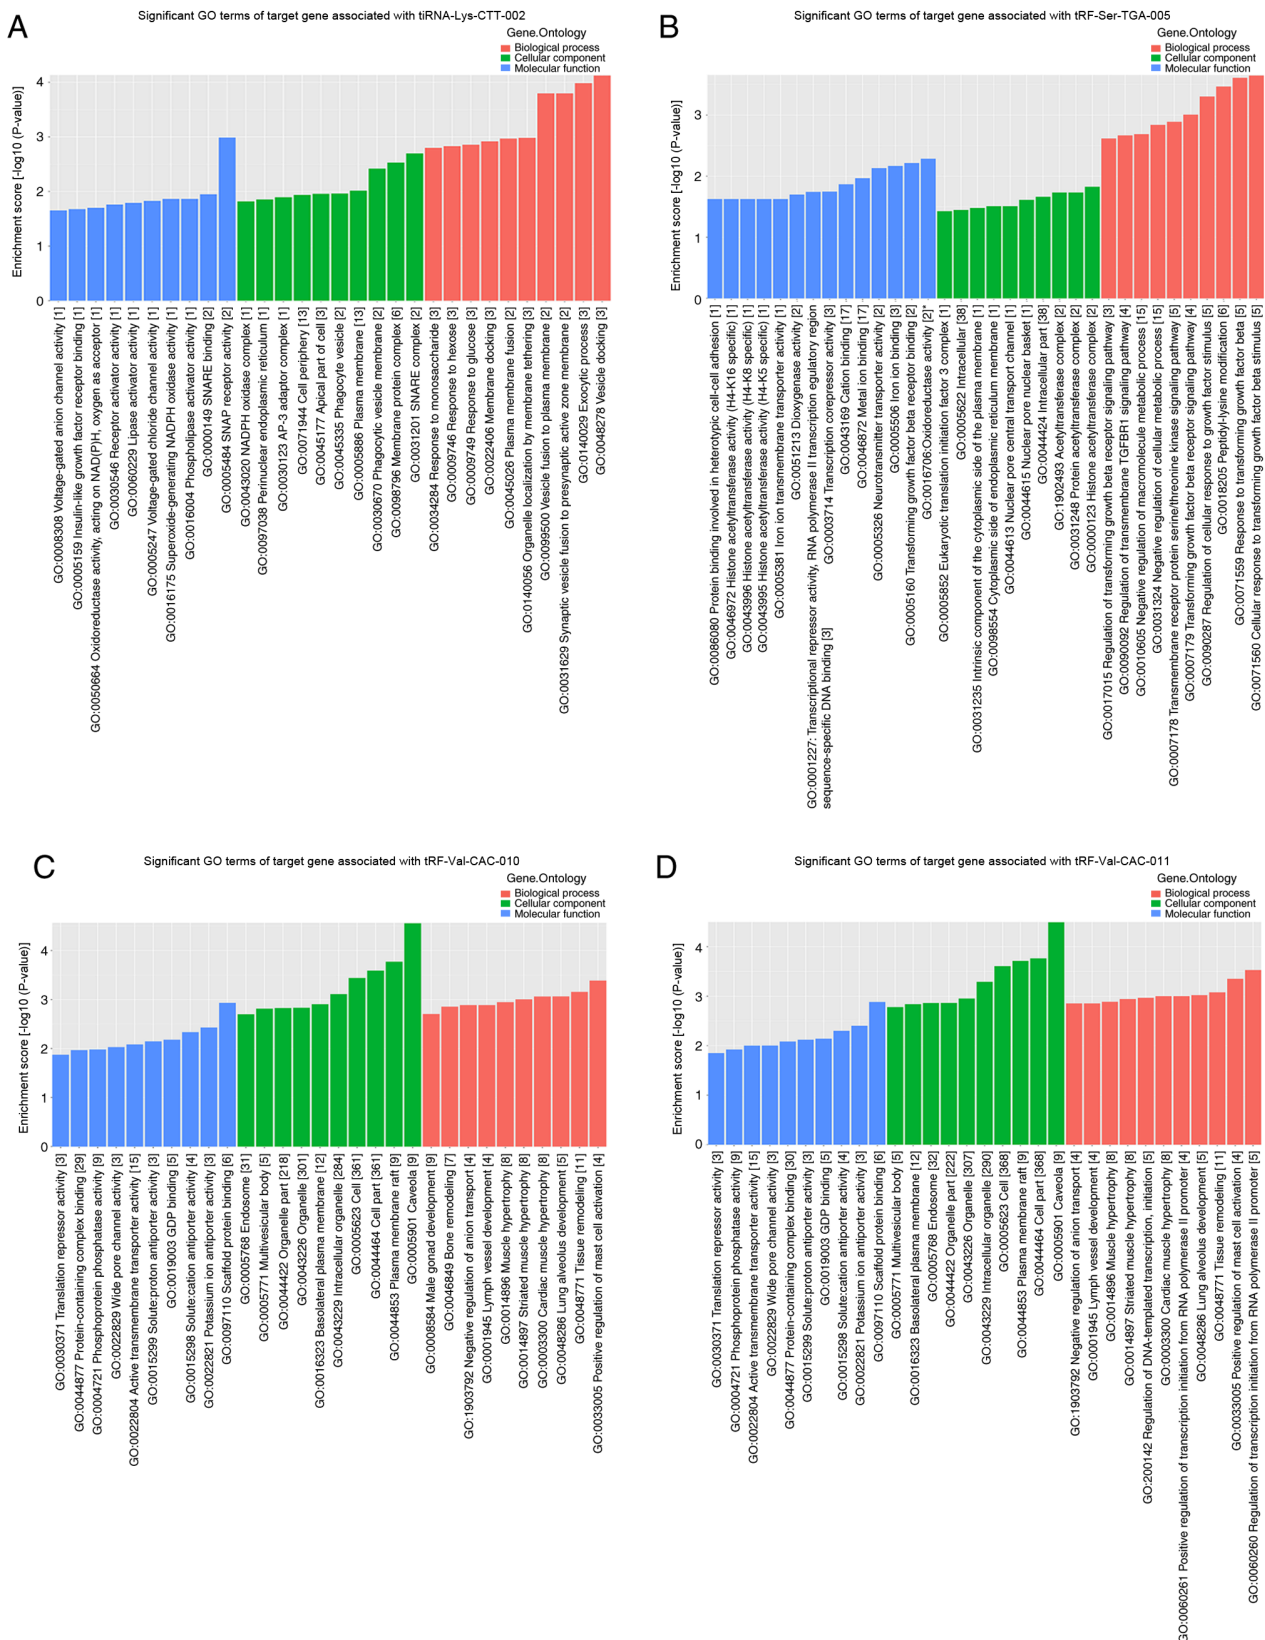 A
Significant GO terms of target gene associated with tiRNA-Lys-CTT-002
Gene.Ontology
Biological process
Cellular component
Molecular function
Enrichment score [-log10 (P-value)]
4
3
2
1
0
GO:0008308 Voltage-gated anion channel activity [1]
GO:0005159 Insulin-like growth factor receptor binding [1]
GO:0050664 Oxidoreductase activity, acting on NAD(P)H, oxygen as acceptor [1]
GO:0030546 Receptor activator activity [1]
GO:0060229 Lipase activator activity [1]
GO:0005247 Voltage-gated chloride channel activity [1]
GO:0016175 Superoxide-generating NADPH oxidase activity [1]
GO:0016004 Phospholipase activator activity [1]
GO:0000149 SNARE binding [2]
GO:0005484 SNAP receptor activity [2]
GO:0043020 NADPH oxidase complex [1]
GO:0097038 Perinuclear endoplasmic reticulum [1]
GO:0030123 AP-3 adaptor complex [1]
GO:0071944 Cell periphery [13]
GO:0045177 Apical part of cell [3]
GO:0045335 Phagocyte vesicle [2]
GO:0005886 Plasma membrane [13]
GO:0030670 Phagocytic vesicle membrane [2]
GO:0098796 Membrane protein complex [6]
GO:0031201 SNARE complex [2]
GO:0034284 Response to monosaccharide [3]
GO:0009746 Response to hexose [3]
GO:0009749 Response to glucose [3]
GO:0022406 Membrane docking [3]
GO:0045026 Plasma membrane fusion [2]
GO:0140056 Organelle localization by membrane tethering [3]
GO:0099500 Vesicle fusion to plasma membrane [2]
GO:0031629 Synaptic vesicle fusion to presynaptic active zone membrane [2]
GO:0140029 Exocytic process [3]
GO:0048278 Vesicle docking [3]
B
Significant GO terms of target gene associated with tRF-Ser-TGA-005
Gene.Ontology
Biological process
Cellular component
Molecular function
Enrichment score [-log10 (P-value)]
3
2
1
0
GO:0086080 Protein binding involved in heterotypic cell-cell adhesion [1]
GO:0046972 Histone acetyltransferase activity (H4-K16 specific) [1]
GO:0043996 Histone acetyltransferase activity (H4-K8 specific) [1]
GO:0043995 Histone acetyltransferase activity (H4-K5 specific) [1]
GO:0005381 Iron ion transmembrane transporter activity [1]
GO:0051213 Dioxygenase activity [2]
GO:0001227: Transcriptional repressor activity, RNA polymerase II transcription egulatory region
sequence-specific DNA binding [3]
GO:0003714 Transcription corepressor activity [3]
GO:0043169 Cation binding [17]
GO:0046872 Metal ion binding [17]
GO:0005326 Neurotransmitter transporter activity [2]
GO:0005506 Iron ion binding [3]
GO:0005160 Transforming growth factor beta receptor binding [2]
GO:0016706:Oxidoreductase activity [2]*
GO:0005852 Eukaryotic translation initiation factor 3 complex [1]
GO:0005622 Intracellular [38]
GO:0031235 Intrinsic component of the cytoplasmic side of the plasma membrane [1]
GO:0098554 Cytoplasmic side of endoplasmic reticulum membrane [1]
GO:0044613 Nuclear pore central transport channel [1]
GO:0044615 Nuclear pore nuclear basket [1]
GO:0044424 Intracellular part [38]
GO:1902493 Acetyltransferase complex [2]
GO:0031248 Protein acetyltransferase complex [2]
GO:0000123 Histone acetyltransferase complex [2]
GO:0017015 Regulation of transforming growth factor beta receptor signaling pathway [3]
GO:0090092 Regulation of transmembrane TGFBR1 signaling pathway [4]
GO:0010605 Negative regulation of macromolecule metabolic process [15]
GO:0031324 Negative regulation of cellular metabolic process [15]
GO:0007178 Transmembrane receptor protein serine/threonine kinase signaling pathway [5]
GO:0007179 Transforming growth factor beta receptor signaling pathway [4]
GO:0090287 Regulation of cellular response to growth factor stimulus [5]
GO:0018205 Peptidyl-lysine modification [6]
GO:0071559 Response to transforming growth factor beta [5]
GO:0071560 Cellular response to transforming growth factor beta stimulus [5]
C
Significant GO terms of target gene associated with tRF-Val-CAC-010
Gene.Ontology
Biological process
Cellular component
Molecular function
Enrichment score [-log10 (P-value)]
4
3
2
1
0
GO:0030371 Translation repressor activity [3]
GO:0044877 Protein-containing complex binding [29]
GO:0004721 Phosphoprotein phosphatase activity [9]
GO:0022829 Wide pore channel activity [3]
GO:0022804 Active transmembrane transporter activity [15]
GO:0015299 Solute:proton antiporter activity [3]
GO:0019003 GDP binding [5]
GO:0015298 Solute:cation antiporter activity [4]
GO:0022821 Potassium ion antiporter activity [3]
GO:0097110 Scaffold protein binding [6]
GO:0005768 Endosome [31]
GO:0005771 Multivesicular body [5]
GO:0044422 Organelle part [218]
GO:0043226 Organelle [301]
GO:0016323 Basolateral plasma membrane [12]
GO:0043229 Intracellular organelle [284]
GO:0005623 Cell [361]
GO:0044464 Cell part [361]
GO:0044853 Plasma membrane raft [9]
GO:0005901 Caveola [9]
GO:0008584 Male gonad development [9]
GO:0046849 Bone remodeling [7]
GO:1903792 Negative regulation of anion transport [4]
GO:0001945 Lymph vessel development [4]
GO:0014896 Muscle hypertrophy [8]
GO:0014897 Striated muscle hypertrophy [8]
GO:0003300 Cardiac muscle hypertrophy [8]
GO:0048286 Lung alveolus development [5]
GO:0048771 Tissue remodeling [11]
GO:0033005 Positive regulation of mast cell activation [4]
D
Significant GO terms of target gene associated with tRF-Val-CAC-011
Gene.Ontology
Biological process
Cellular component
Molecular function
Enrichment score [-log10 (P-value)]
4
3
2
1
0
GO:0030371 Translation repressor activity [3]
GO:0004721 Phosphoprotein phosphatase activity [9]
GO:0022804 Active transmembrane transporter activity [15]
GO:0022829 Wide pore channel activity [3]
GO:0044877 Protein-containing complex binding [30]
GO:0015299 Solute:proton antiporter activity [3]
GO:0019003 GDP binding [5]
GO:0015298 Solute:cation antiporter activity [4]
GO:0022821 Potassium ion antiporter activity [3]
GO:0097110 Scaffold protein binding [6]
GO:0005771 Multivesicular body [5]
GO:0016323 Basolateral plasma membrane [12]
GO:0005768 Endosome [32]
GO:0044422 Organelle part [222]
GO:0043226 Organelle [307]
GO:0043229 Intracellular organelle [290]
GO:0005623 Cell [368]
GO:0044853 Plasma membrane raft [9]
GO:0044464 Cell part [368]
GO:0005901 Caveola [9]
GO:1903792 Negative regulation of anion transport [4]
GO:0001945 Lymph vessel development [4]
GO:0014896 Muscle hypertrophy [8]
GO:0014897 Striated muscle hypertrophy [8]
GO:200142 Regulation of DNA-templated transcription, initiation [5]
GO:0003300 Cardiac muscle hypertrophy [8]
GO:0060261 Positive regulation of transcription initiation from RNA polymerase II promoter [4]
GO:0048286 Lung alveolus development [5]
GO:0048771 Tissue remodeling [11]
GO:0033005 Positive regulation of mast cell activation [4]
GO:0060260 Regulation of transcription initiation from RNA polymerase II promoter [5]